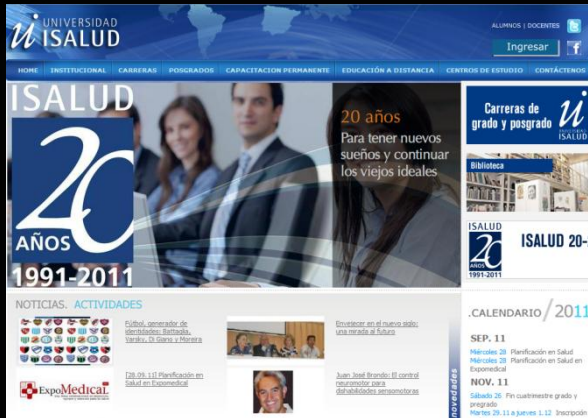 UNIVERSIDAD
ISALUD
ALUMNOS | DOCENTES
Ingresar
HOME INSTITUCIONAL CARRERAS POSGRADOS CAPACITACION PERMANENTE EDUCACIÓN A DISTANCIA CENTROS DE ESTUDIO CONTÁCTENOS
ISALUD
20
AÑOS
1991-2011
20 años
Para tener nuevos
sueños y continuar
los viejos ideales
Carreras de
grado y posgrado
ISALUD
Biblioteca
ISALUD
20
AÑOS
1991-2011
ISALUD 20-
NOTICIAS. ACTIVIDADES
Fútbol, generador de
identidades: Battaglia,
Varsky, Di Giano y Moreira
Envejecer en el nuevo siglo:
una mirada al futuro
ExpoMedical
[28.09.11] Planificación en
Salud en Expomedical
Juan José Brondo: El control
neuromotor para
dishabilidades sensomotoras
novedades
.CALENDARIO/2011
SEP. 11
Miércoles 28 Planificación en Salud
Miércoles 28 Planificación en Salud en
Expomedical
NOV. 11
Sábado 26 Fin cuatrimestre grado y
pregrado
Martes 29.11 a jueves 1.12 Inscripción